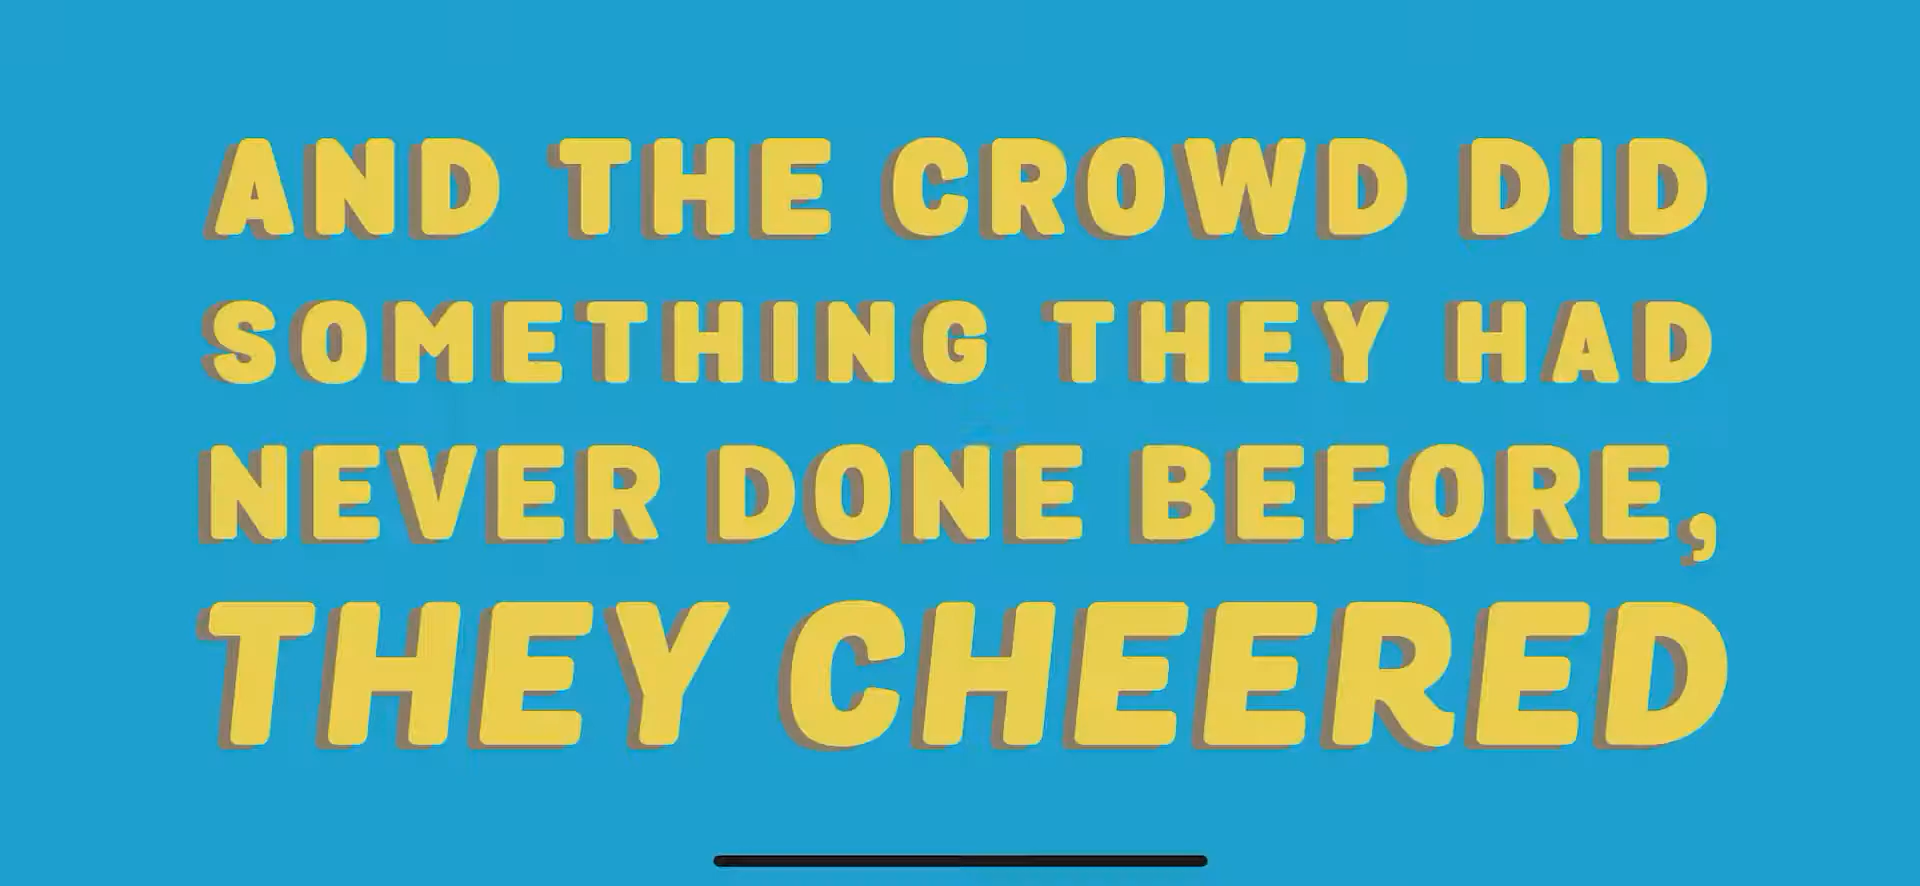 AND THE CROWD DID
SOMETHING THEY HAD
NEVER DONE BEFORE,
THEY CHEERED